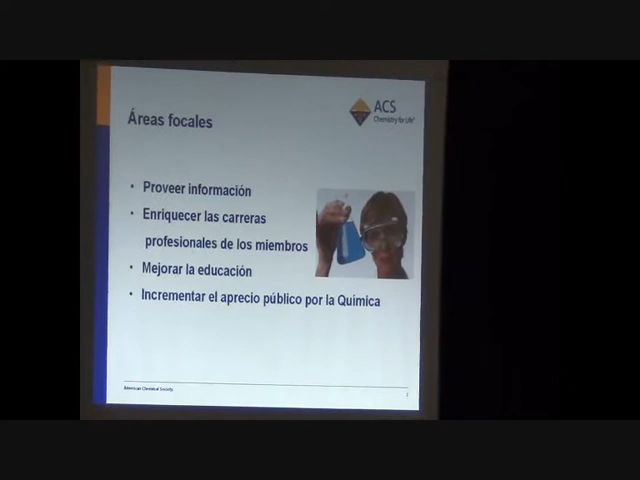 Áreas focales
ACS
Chemistry for Life®
• Proveer información
• Enriquecer las carreras
profesionales de los miembros
• Mejorar la educación
• Incrementar el aprecio público por la Química
American Chemical Society